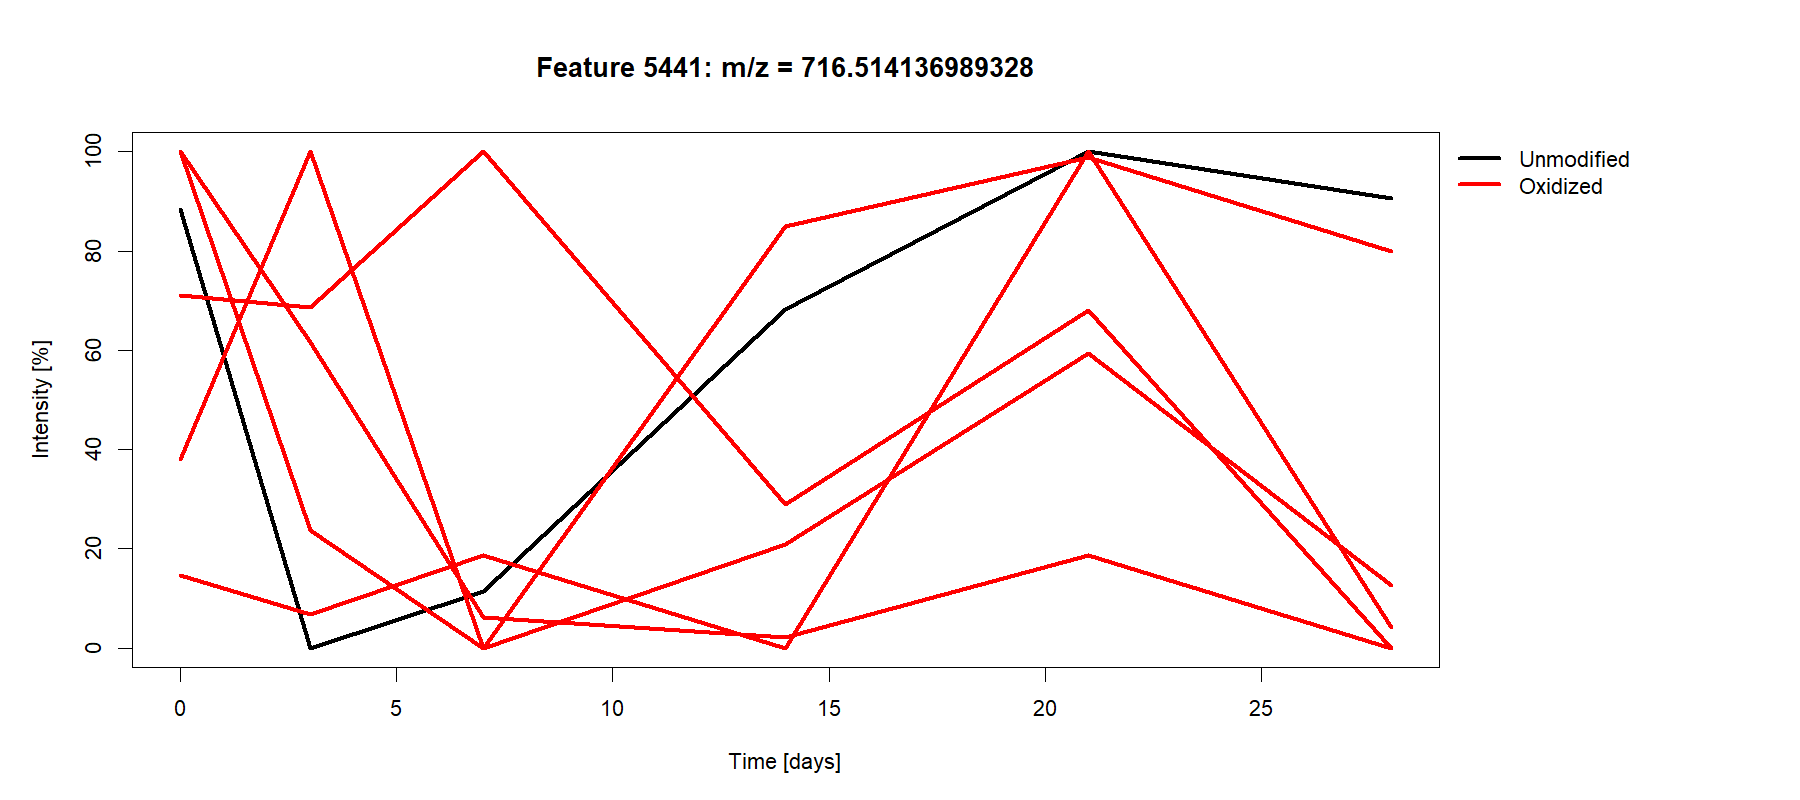 Feature 5441: m/z = 716.514136989328
Unmodified
Oxidized
Intensity [%]
100
80
60
40
20
0
0 5 10 15 20 25
Time [days]